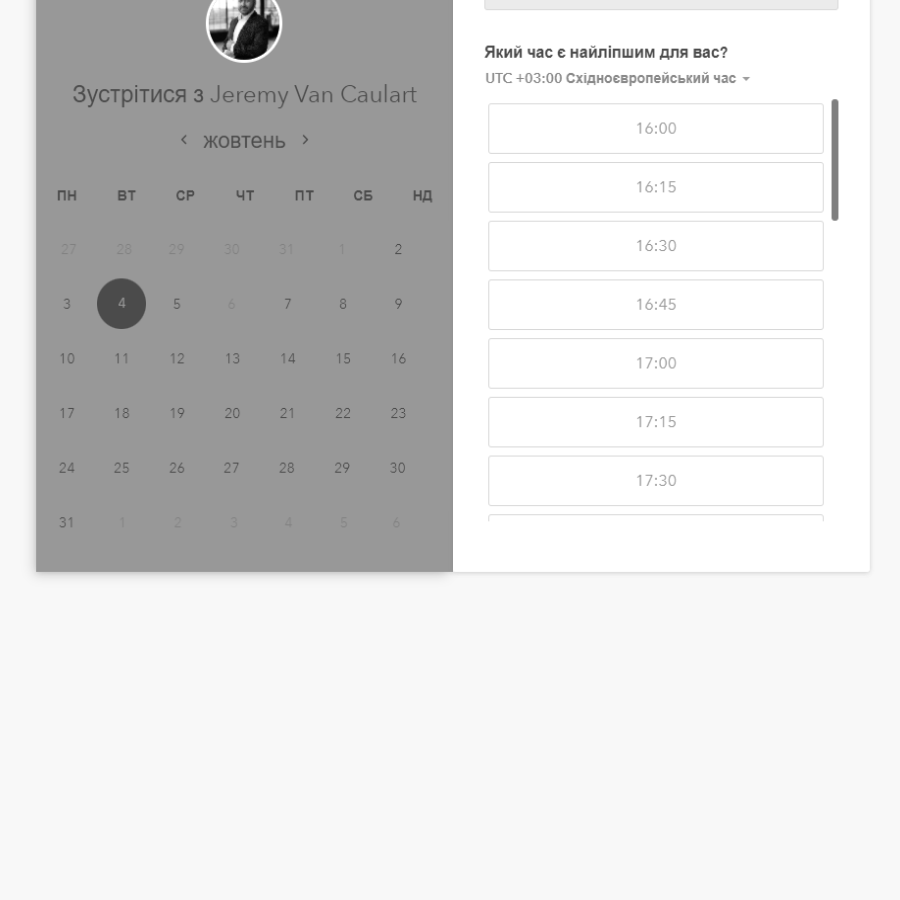 Зустрітися з Jeremy Van Caulart
жовтень
ПН ВТ СР ЧТ ПТ СБ НД
27 28 29 30 31 1 2
3 4 5 6 7 8 9
10 11 12 13 14 15 16
17 18 19 20 21 22 23
24 25 26 27 28 29 30
31 1 2 3 4 5 6
Який час є найліпшим для вас?
UTC +03:00 Східноєвропейський час
16:00
16:15
16:30
16:45
17:00
17:15
17:30